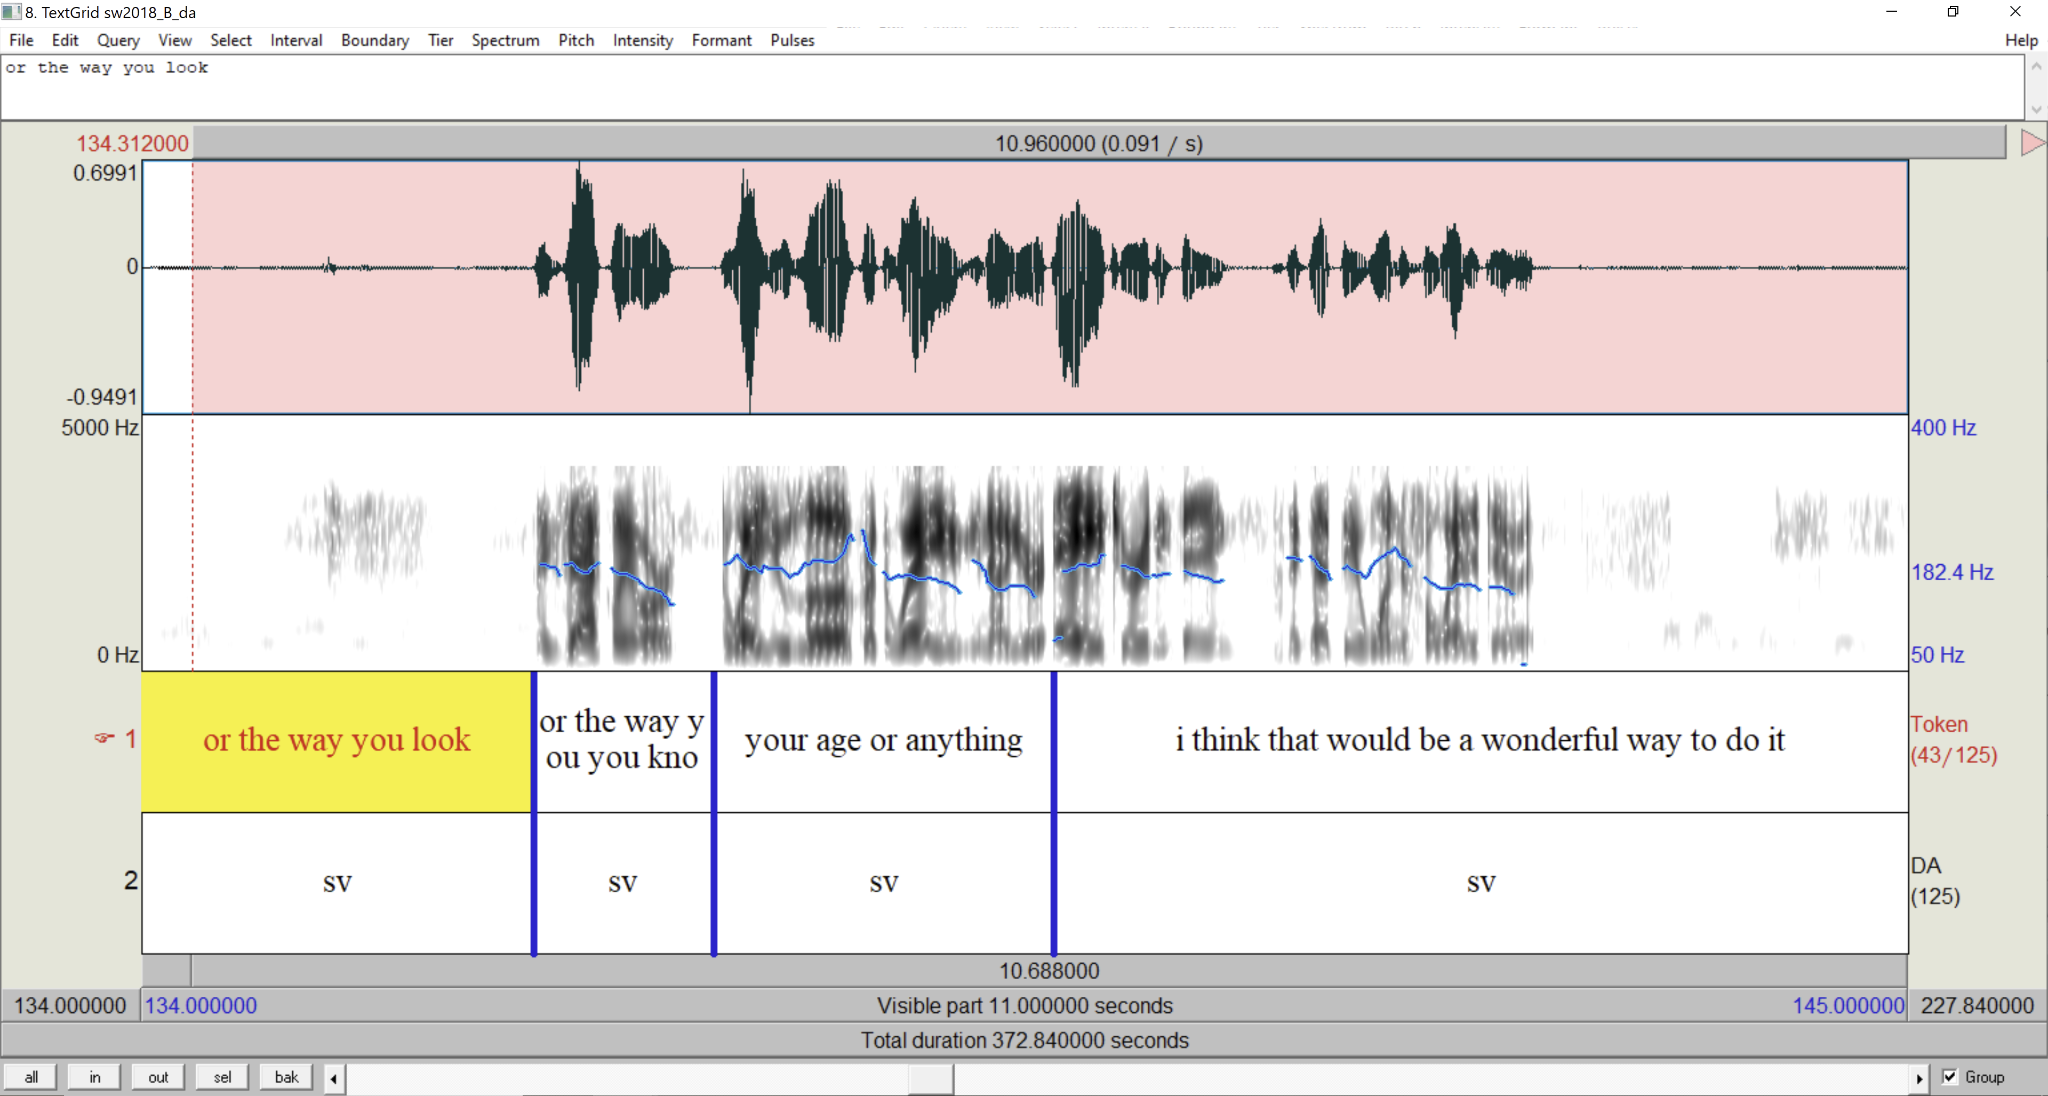 8. TextGrid sw2018_B_da
File Edit Query View Select Interval Boundary Tier Spectrum Pitch Intensity Formant Pulses Help
or the way you look
134.312000 10.960000 (0.091 / s)
0.6991
0
-0.9491
5000 Hz 400 Hz
182.4 Hz
0 Hz 50 Hz
1 or the way you look or the way y
ou you kno your age or anything i think that would be a wonderful way to do it Token
(43/125)
2 sv sv sv sv DA
(125)
10.688000
134.000000 134.000000 Visible part 11.000000 seconds 145.000000 227.840000
Total duration 372.840000 seconds
all in out sel bak Group